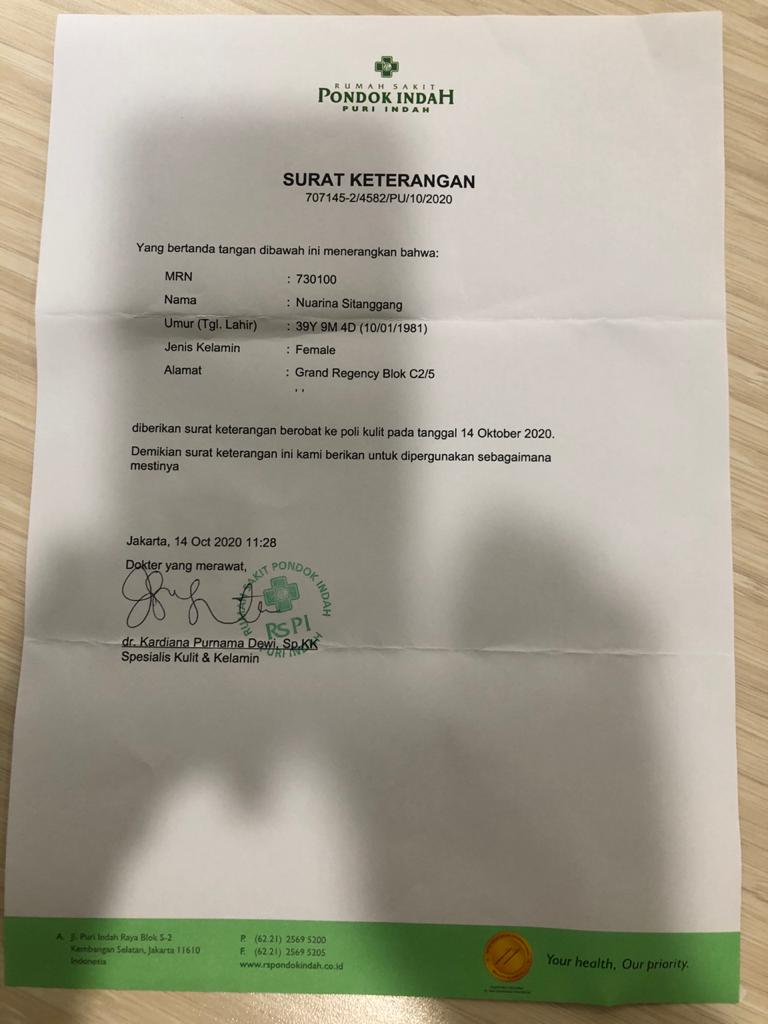 RUMAH SAKIT
PONDOK INDAH
PURI INDAH
SURAT KETERANGAN
707145-2/4582/PU/10/2020
Yang bertanda tangan dibawah ini menerangkan bahwa:
MRN : 730100
Nama : Nuarina Sitanggang
Umur (Tgl. Lahir) : 39Y 9M 4D (10/01/1981)
Jenis Kelamin : Female
Alamat : Grand Regency Blok C2/5
, ,
diberikan surat keterangan berobat ke poli kulit pada tanggal 14 Oktober 2020.
Demikian surat keterangan ini kami berikan untuk dipergunakan sebagaimana
mestinya
Jakarta, 14 Oct 2020 11:28
Dokter yang merawat,
RUMAH SAKIT PONDOK INDAH
RSPI
PURI INDAH
dr. Kardiana Purnama Dewi, Sp.KK
Spesialis Kulit & Kelamin
A. Jl. Puri Indah Raya Blok S-2
Kembangan Selatan, Jakarta 11610
Indonesia
P. (62.21) 2569 5200
F. (62.21) 2569 5205
www.rspondokindah.co.id
Your health, Our priority.